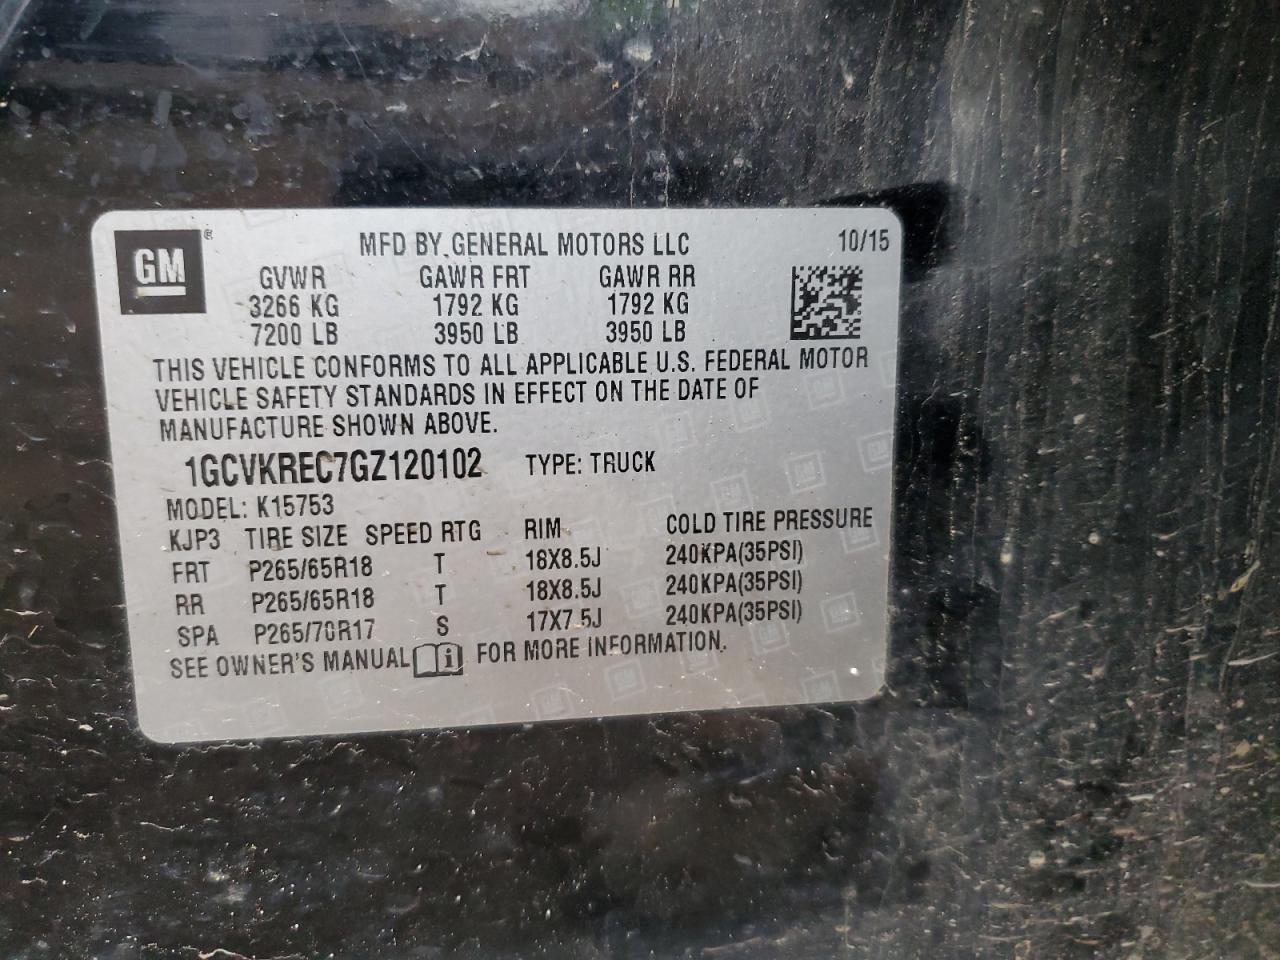 GM ®
MFD BY GENERAL MOTORS LLC 10/15
GVWR GAWR FRT GAWR RR
3266 KG 1792 KG 1792 KG
7200 LB 3950 LB 3950 LB
THIS VEHICLE CONFORMS TO ALL APPLICABLE U.S. FEDERAL MOTOR
VEHICLE SAFETY STANDARDS IN EFFECT ON THE DATE OF
MANUFACTURE SHOWN ABOVE.
1GCVKREC7GZ120102 TYPE: TRUCK
MODEL: K15753
KJP3 TIRE SIZE SPEED RTG RIM COLD TIRE PRESSURE
FRT P265/65R18 T 18X8.5J 240KPA(35PSI)
RR P265/65R18 T 18X8.5J 240KPA(35PSI)
SPA P265/70R17 S 17X7.5J 240KPA(35PSI)
SEE OWNER'S MANUAL i FOR MORE INFORMATION.